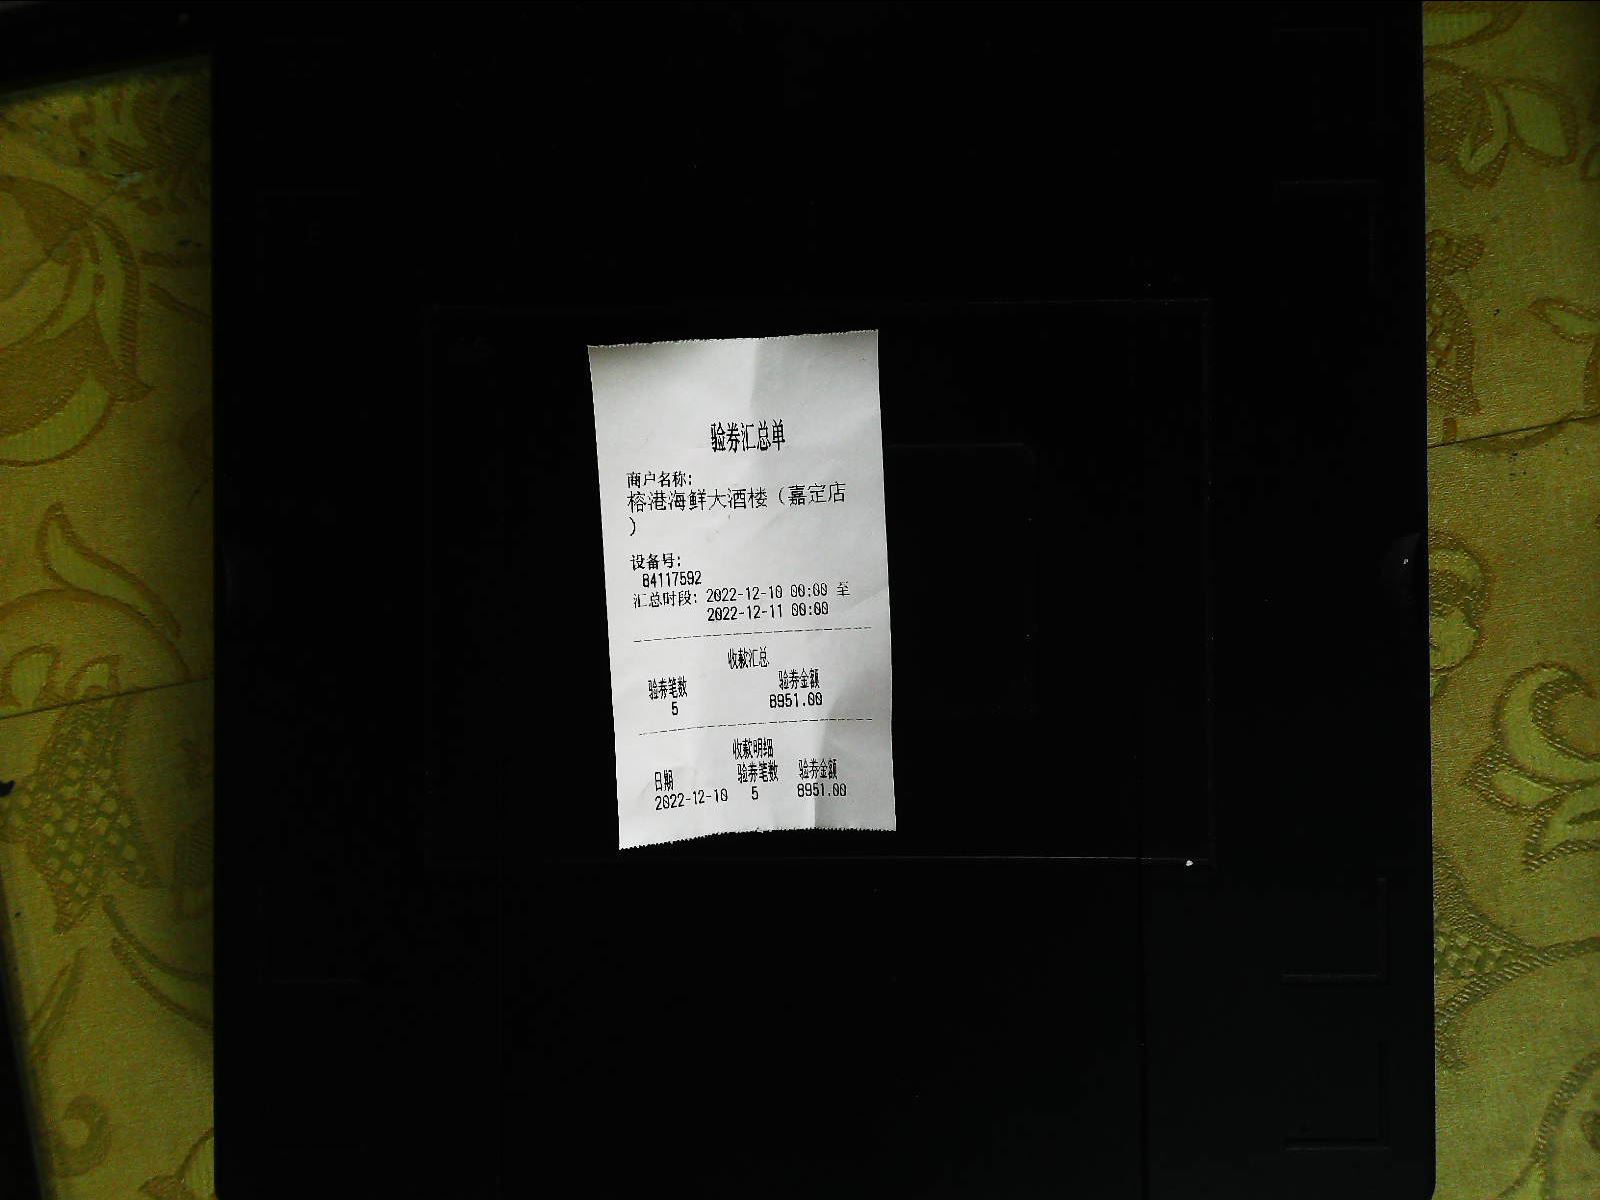 验券汇总单
商户名称:
榕港海鲜大酒楼（嘉定店
）
设备号:
84117592
汇总时段: 2022-12-10 00:00 至
2022-12-11 00:00
收款汇总
验券笔数 验券金额
5 8951.00
收款明细
日期 验券笔数 验券金额
2022-12-10 5 8951.00